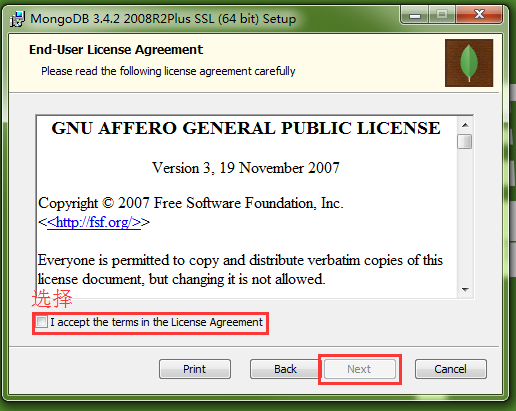 MongoDB 3.4.2 2008R2Plus SSL (64 bit) Setup
End-User License Agreement
Please read the following license agreement carefully
GNU AFFERO GENERAL PUBLIC LICENSE
Version 3, 19 November 2007
Copyright © 2007 Free Software Foundation, Inc.
<<http://fsf.org/>>
Everyone is permitted to copy and distribute verbatim copies of this
license document, but changing it is not allowed.
选择
I accept the terms in the License Agreement
Print Back Next Cancel